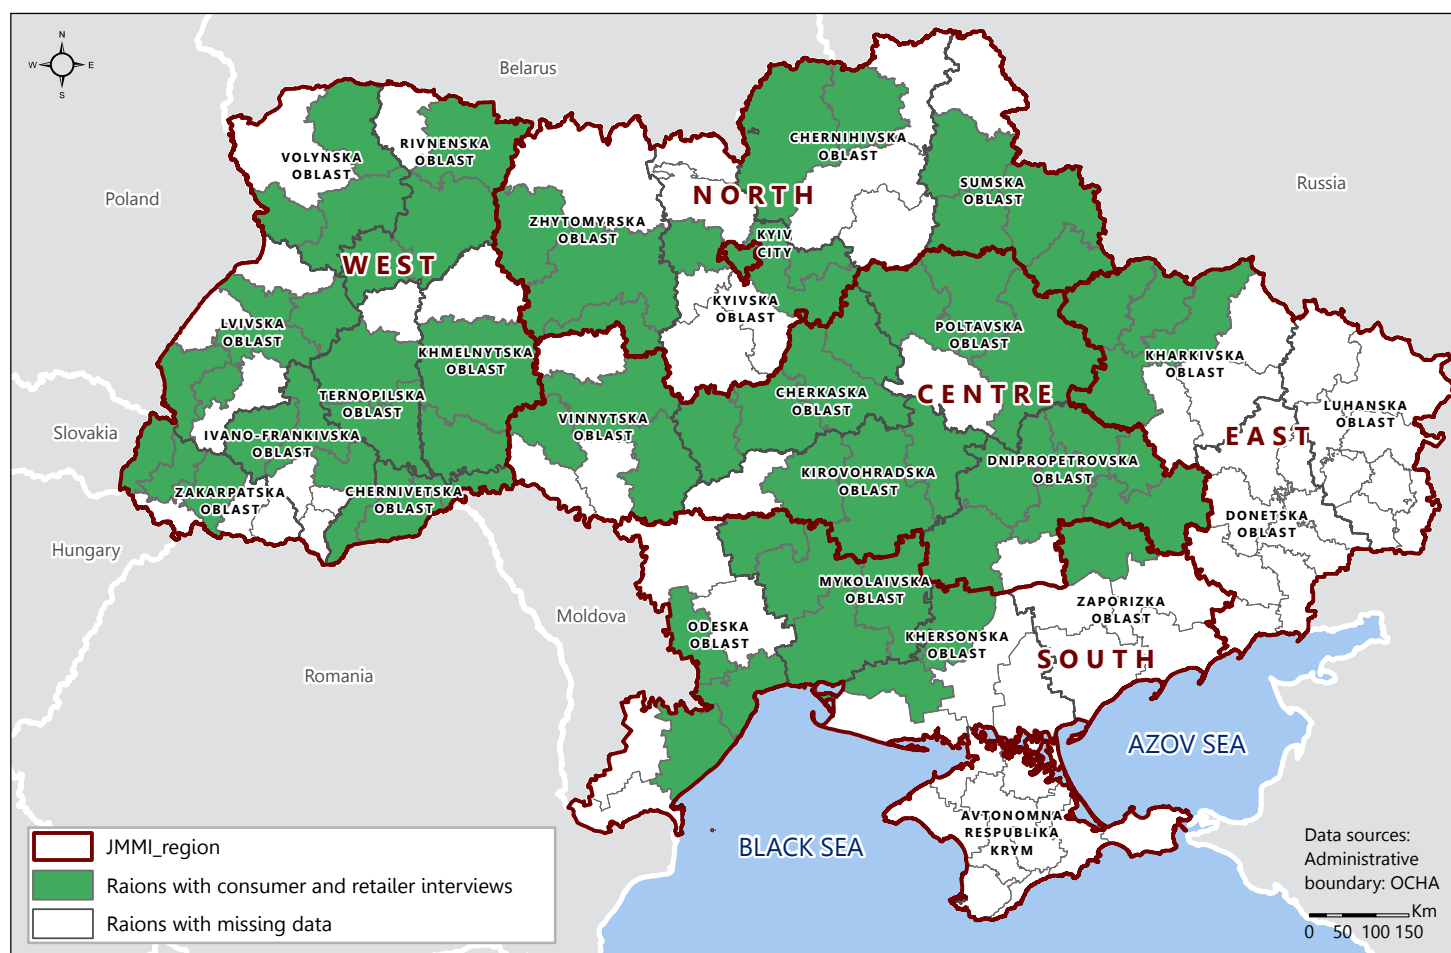 N
W
E
S
Belarus
Poland
Russia
Slovakia
Hungary
Moldova
Romania
VOLYNSKA
OBLAST
RIVNENSKA
OBLAST
CHERNIHIVSKA
OBLAST
SUMSKA
OBLAST
NORTH
ZHYTOMYRSKA
OBLAST
KYIV
CITY
WEST
KYIVSKA
OBLAST
LVIVSKA
OBLAST
POLTAVSKA
OBLAST
KHMELNYTSKA
OBLAST
KHARKIVSKA
OBLAST
TERNOPILSKA
OBLAST
CHERKASKA
OBLAST
CENTRE
LUHANSKA
OBLAST
VINNYTSKA
OBLAST
IVANO-FRANKIVSKA
OBLAST
EAST
DNIPROPETROVSKA
OBLAST
KIROVOHRADSKA
OBLAST
ZAKARPATSKA
OBLAST
CHERNIVETSKA
OBLAST
DONETSKA
OBLAST
MYKOLAIVSKA
OBLAST
ZAPORIZKA
OBLAST
ODESKA
OBLAST
KHERSONSKA
OBLAST
SOUTH
AZOV SEA
BLACK SEA
AVTONOMNA
RESPUBLIKA
KRYM
JMMI_region
Raions with consumer and retailer interviews
Raions with missing data
Data sources:
Administrative
boundary: OCHA
Km
0 50 100 150